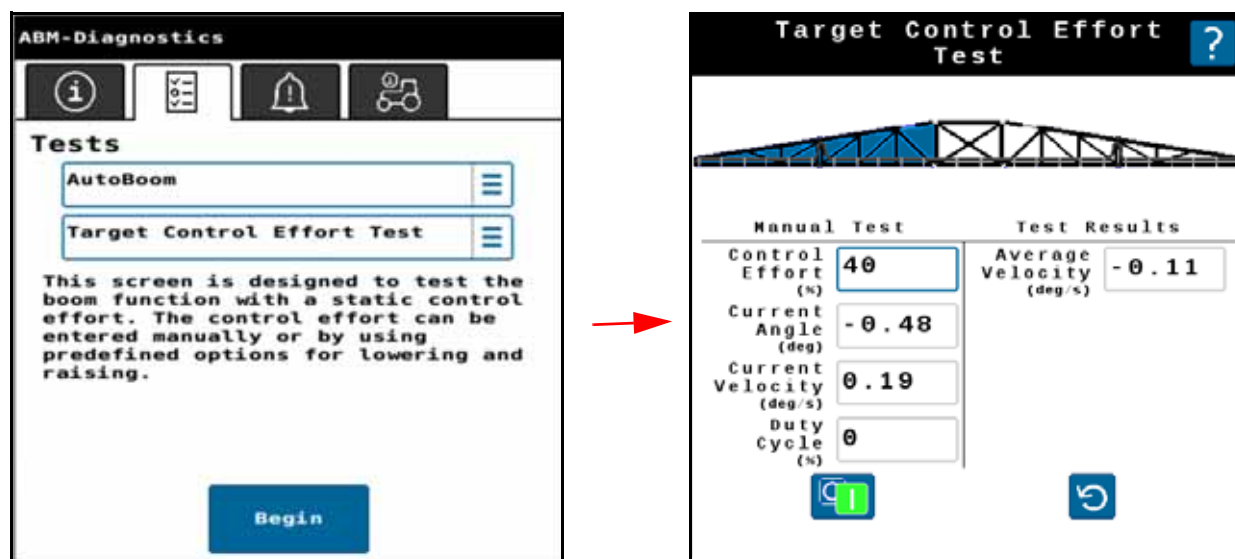 ABM-Diagnostics
Tests
AutoBoom
Target Control Effort Test
This screen is designed to test the
boom function with a static control
effort. The control effort can be
entered manually or by using
predefined options for lowering and
raising.
Begin
Target Control Effort
Test
?
Manual Test
Control
Effort
(%)
40
Current
Angle
(deg)
-0.48
Current
Velocity
(deg/s)
0.19
Duty
Cycle
(%)
0
Test Results
Average
Velocity
(deg/s)
-0.11